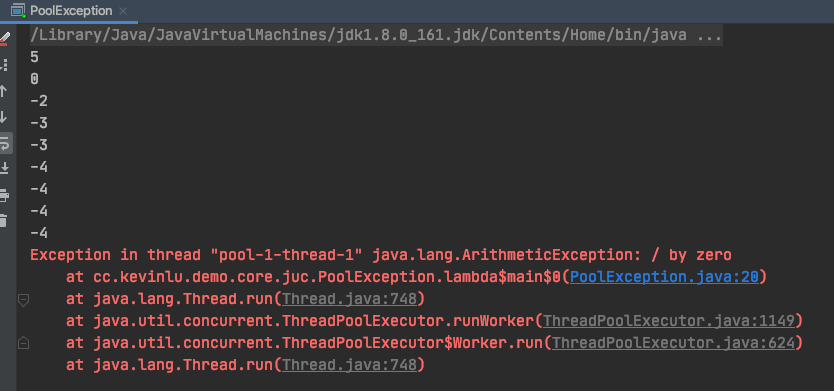 PoolException
/Library/Java/JavaVirtualMachines/jdk1.8.0_161.jdk/Contents/Home/bin/java ...
5
0
-2
-3
-3
-4
-4
-4
-4
Exception in thread "pool-1-thread-1" java.lang.ArithmeticException: / by zero
at cc.kevinlu.demo.core.juc.PoolException.lambda$main$0(PoolException.java:20)
at java.lang.Thread.run(Thread.java:748)
at java.util.concurrent.ThreadPoolExecutor.runWorker(ThreadPoolExecutor.java:1149)
at java.util.concurrent.ThreadPoolExecutor$Worker.run(ThreadPoolExecutor.java:624)
at java.lang.Thread.run(Thread.java:748)